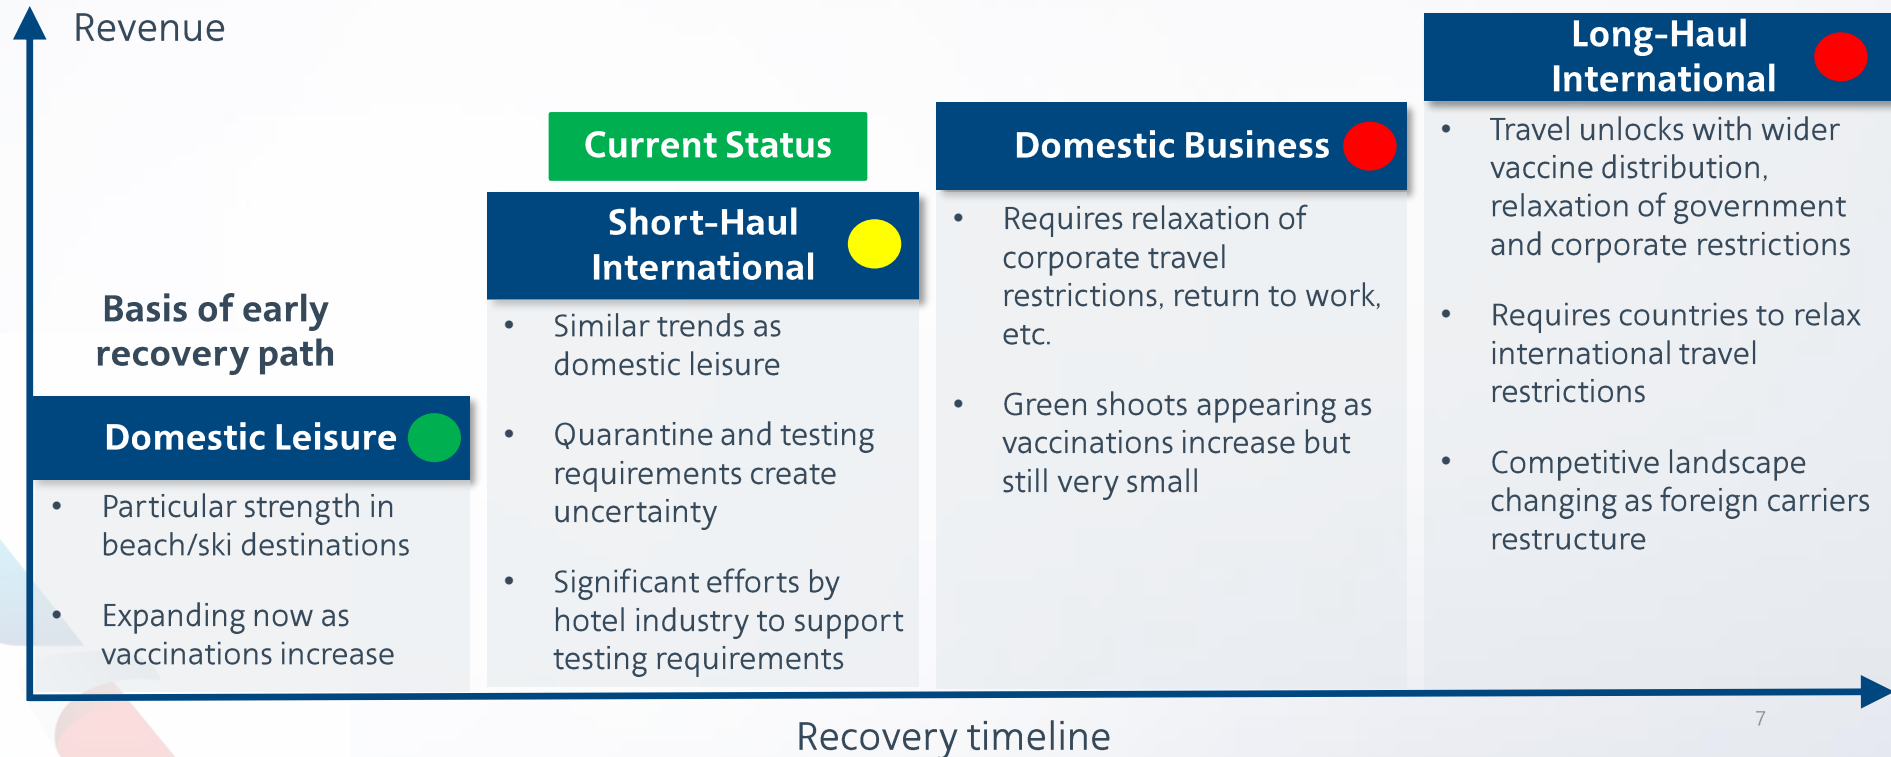 Revenue
Basis of early
recovery path
Domestic Leisure
• Particular strength in
beach/ski destinations
• Expanding now as
vaccinations increase
Current Status
Short-Haul
International
• Similar trends as
domestic leisure
• Quarantine and testing
requirements create
uncertainty
• Significant efforts by
hotel industry to support
testing requirements
Domestic Business
• Requires relaxation of
corporate travel
restrictions, return to work,
etc.
• Green shoots appearing as
vaccinations increase but
still very small
Long-Haul
International
• Travel unlocks with wider
vaccine distribution,
relaxation of government
and corporate restrictions
• Requires countries to relax
international travel
restrictions
• Competitive landscape
changing as foreign carriers
restructure
Recovery timeline
7